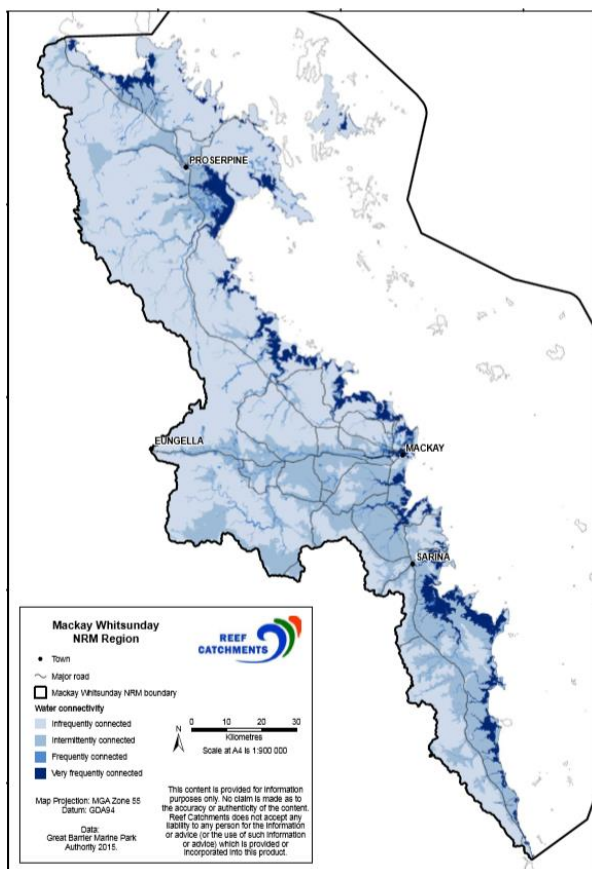 PROSERPINE
EUNGELLA
MACKAY
SARINA
Mackay Whitsunday
NRM Region
REEF
CATCHMENTS
Town
Major road
Mackay Whitsunday NRM boundary
Water connectivity
Infrequently connected
Intermittently connected
Frequently connected
Very frequently connected
N
0 10 20 30
Kilometres
Scale at A4 is 1:900 000
Map Projection: MGA Zone 55
Datum: GDA94
Data:
Great Barrier Marine Park
Authority 2015.
This content is provided for information
purposes only. No claim is made as to
the accuracy or authenticity of the content.
Reef Catchments does not accept any
liability to any person for the information
or advice (or the use of such information
or advice) which is provided or
incorporated into this product.